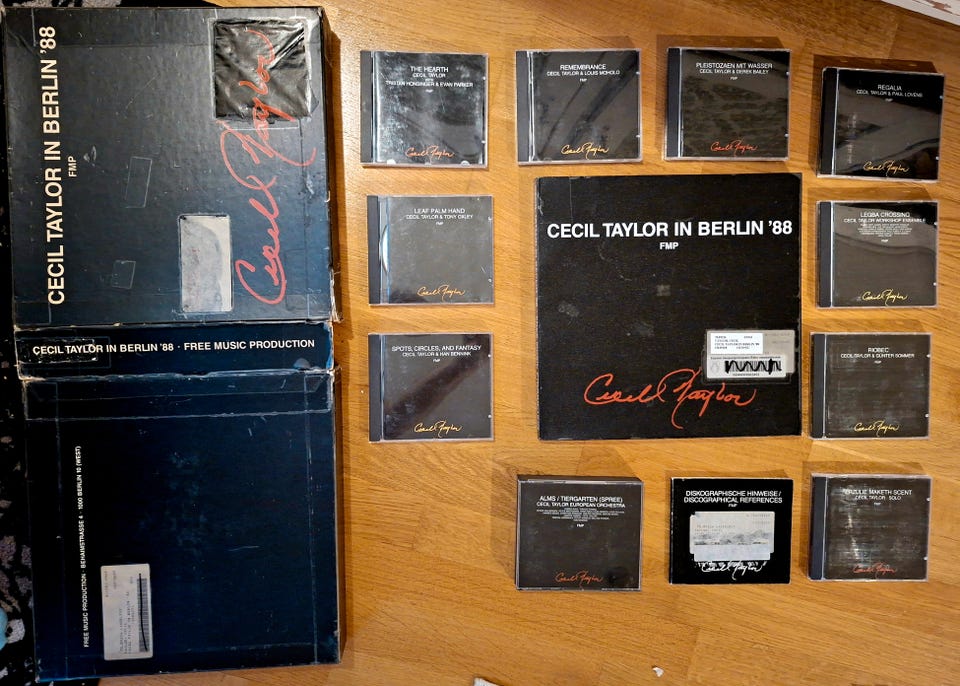 CECIL TAYLOR IN BERLIN '88
FMP
Cecil Taylor
CECIL TAYLOR IN BERLIN '88 · FREE MUSIC PRODUCTION
FREE MUSIC PRODUCTION · BEHAIMSTRASSE 4 · 1000 BERLIN 10 (WEST)
THE HEARTH
CECIL TAYLOR
WITH
TRISTAN HONSINGER & EVAN PARKER
FMP
Cecil Taylor
REMEMBRANCE
CECIL TAYLOR & LOUIS MOHOLO
FMP
Cecil Taylor
PLEISTOZAEN MIT WASSER
CECIL TAYLOR & DEREK BAILEY
FMP
Cecil Taylor
REGALIA
CECIL TAYLOR & PAUL LOVENS
FMP
Cecil Taylor
LEAF PALM HAND
CECIL TAYLOR & TONY OXLEY
FMP
Cecil Taylor
CECIL TAYLOR IN BERLIN '88
FMP
Cecil Taylor
LEGBA CROSSING
CECIL TAYLOR WORKSHOP ENSEMBLE
FMP
Cecil Taylor
SPOTS, CIRCLES, AND FANTASY
CECIL TAYLOR & HAN BENNINK
FMP
Cecil Taylor
RIOBEC
CECIL TAYLOR & GÜNTER SOMMER
FMP
Cecil Taylor
ALMS / TIERGARTEN (SPREE)
CECIL TAYLOR EUROPEAN ORCHESTRA
FMP
Cecil Taylor
DISKOGRAPHISCHE HINWEISE /
DISCOGRAPHICAL REFERENCES
FMP
Cecil Taylor
ERZULIE MAKETH SCENT
CECIL TAYLOR · SOLO
FMP
Cecil Taylor